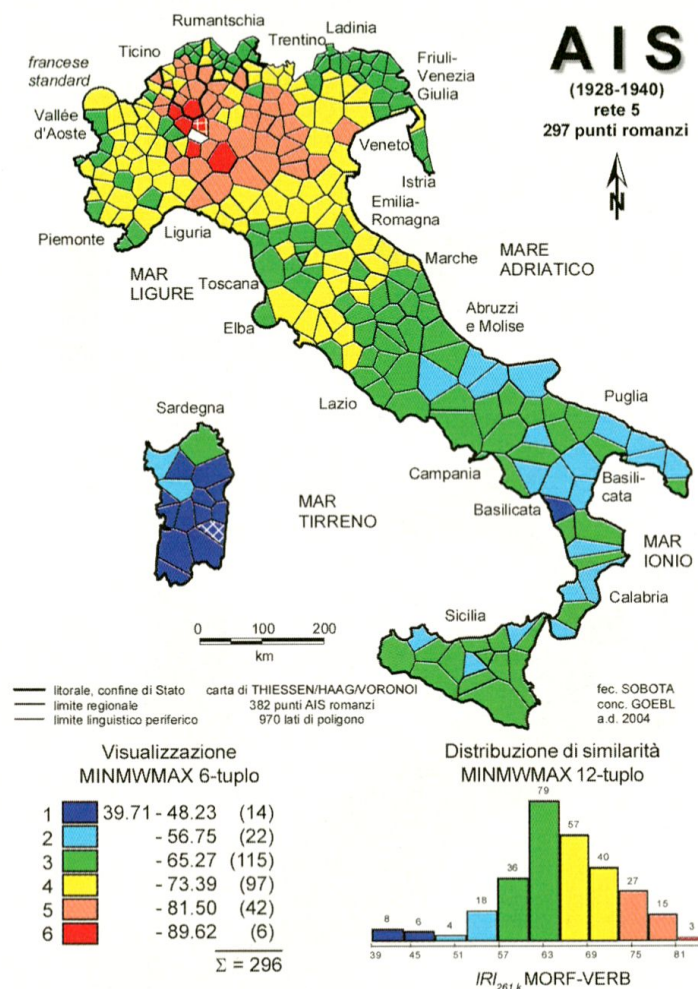 AIS
(1928-1940)
rete 5
297 punti romanzi
N
Rumantschia
Ladinia
Trentino
Ticino
francese
standard
Friuli-
Venezia
Giulia
Vallée
d'Aoste
Veneto
Istria
Emilia-
Romagna
Piemonte
Liguria
MAR
LIGURE
Toscana
Marche
MARE
ADRIATICO
Elba
Abruzzi
e Molise
Lazio
Puglia
Sardegna
Campania
Basili-
cata
Basilicata
MAR
TIRRENO
MAR
IONIO
Calabria
Sicilia
0 100 200
km
litorale, confine di Stato
limite regionale
limite linguistico periferico
carta di THIESSEN/HAAG/VORONOI
382 punti AIS romanzi
970 lati di poligono
fec. SOBOTA
conc. GOEBL
a.d. 2004
Visualizzazione
MINMWMAX 6-tuplo
1 39.71 - 48.23 (14)
2 - 56.75 (22)
3 - 65.27 (115)
4 - 73.39 (97)
5 - 81.50 (42)
6 - 89.62 (6)
Σ = 296
Distribuzione di similarità
MINMWMAX 12-tuplo
8 6 4 18 36 79 57 40 27 15 3
39 45 51 57 63 69 75 81
IRI261,k MORF-VERB